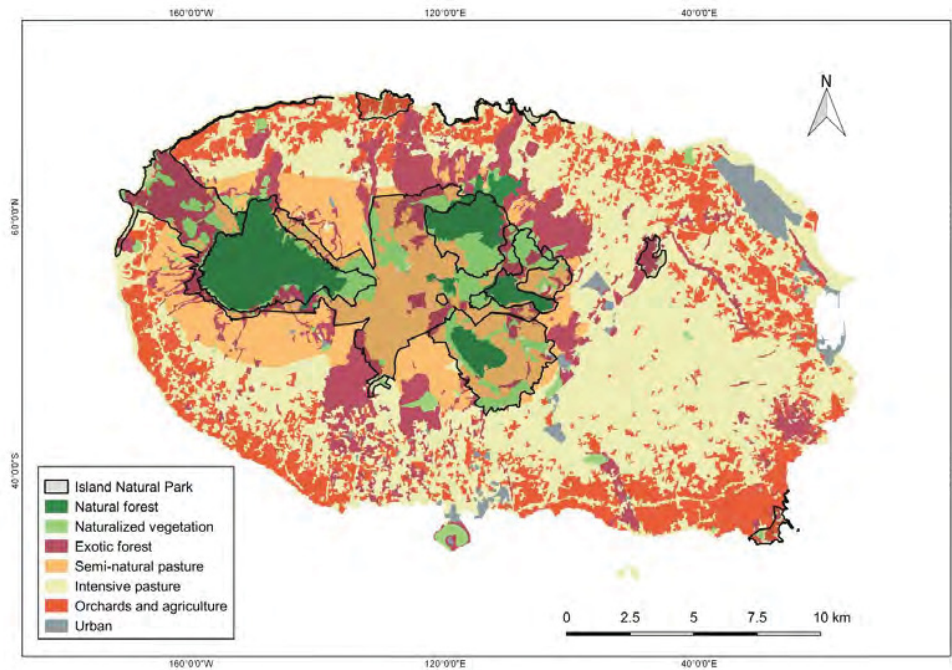 160°0'0"W 120°0'0"E 40°0'0"E
N
60°0'0"N
40°0'0"S
Island Natural Park
Natural forest
Naturalized vegetation
Exotic forest
Semi-natural pasture
Intensive pasture
Orchards and agriculture
Urban
0 2.5 5 7.5 10 km
160°0'0"W 120°0'0"E 40°0'0"E